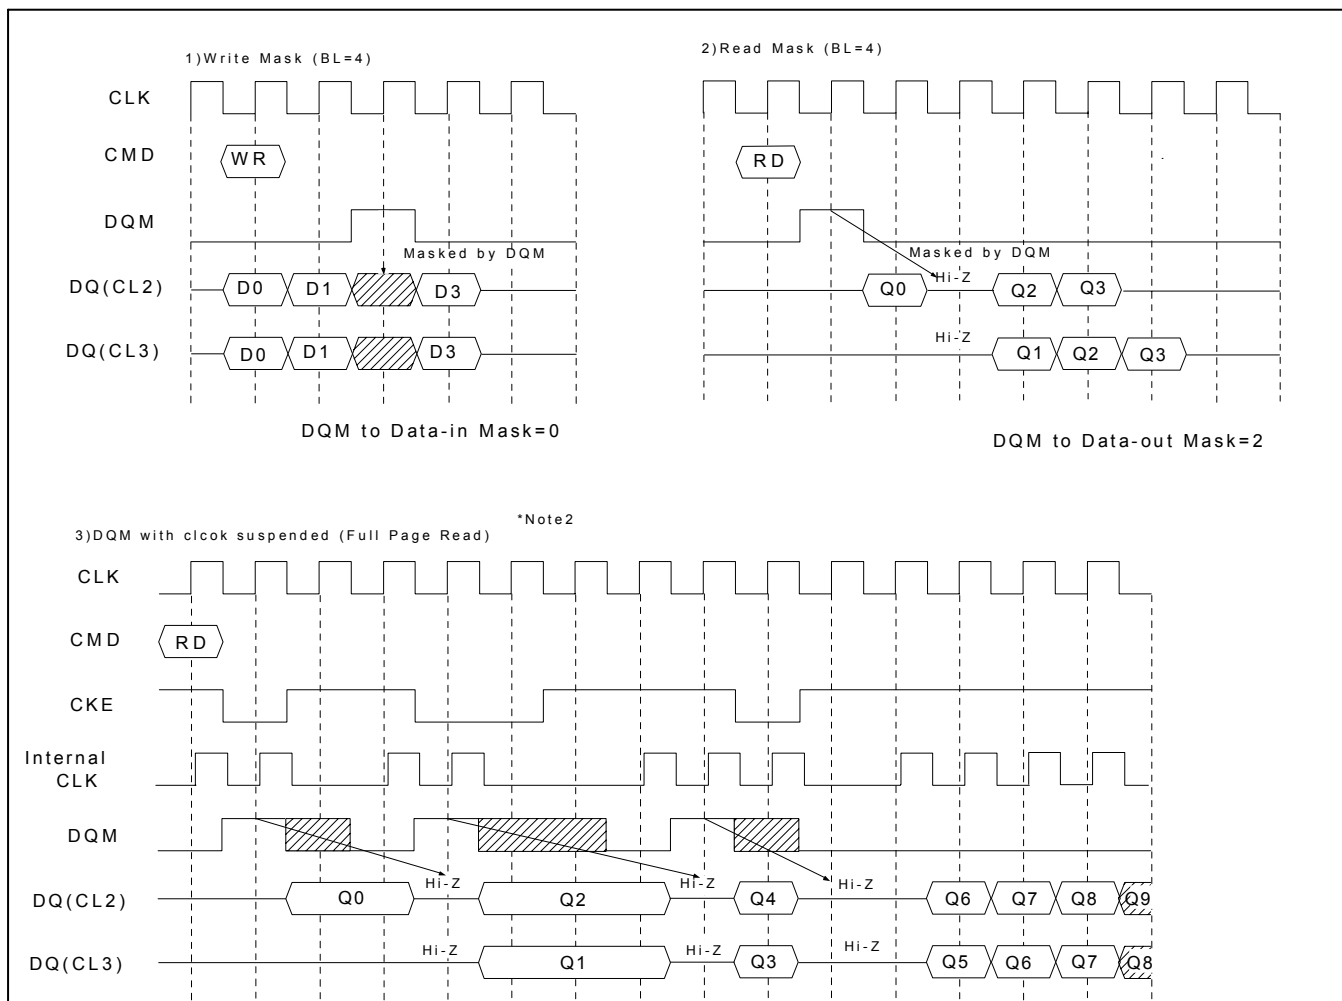 1)Write Mask (BL=4)
2)Read Mask (BL=4)
CLK
CMD
WR
RD
DQM
Masked by DQM
Masked by DQM
DQ(CL2)
D0
D1
D3
Q0
Hi-Z
Q2
Q3
DQ(CL3)
D0
D1
D3
Hi-Z
Q1
Q2
Q3
DQM to Data-in Mask=0
DQM to Data-out Mask=2
*Note2
3)DQM with clcok suspended (Full Page Read)
CLK
CMD
RD
CKE
Internal
CLK
DQM
DQ(CL2)
Q0
Hi-Z
Q2
Hi-Z
Q4
Hi-Z
Q6
Q7
Q8
Q9
DQ(CL3)
Hi-Z
Q1
Hi-Z
Q3
Hi-Z
Q5
Q6
Q7
Q8